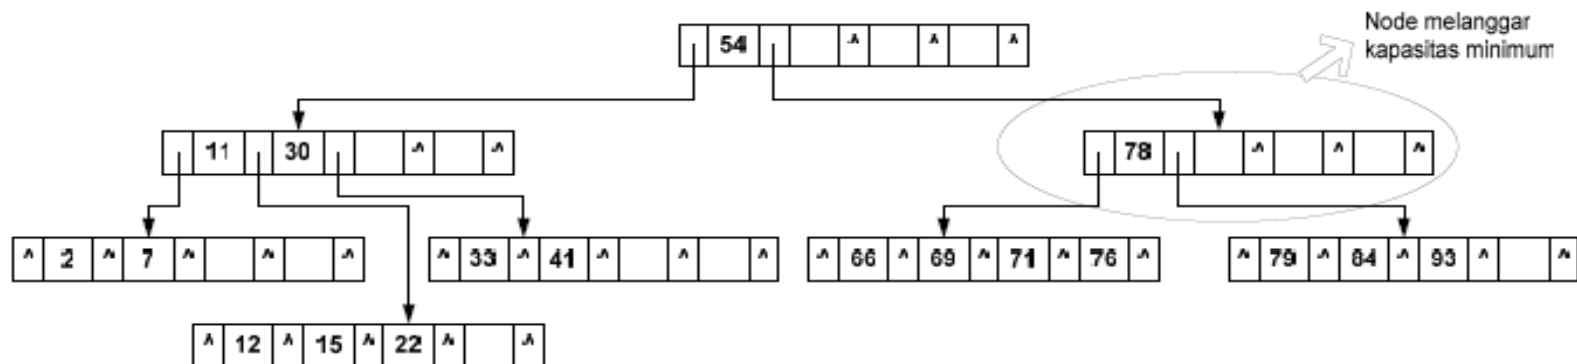 Node melanggar
kapasitas minimum
54 ^ ^ ^
11 30 ^ ^
78 ^ ^ ^
^ 2 ^ 7 ^ ^ ^
^ 33 ^ 41 ^ ^ ^
^ 66 ^ 69 ^ 71 ^ 76 ^
^ 79 ^ 84 ^ 93 ^ ^
^ 12 ^ 15 ^ 22 ^ ^